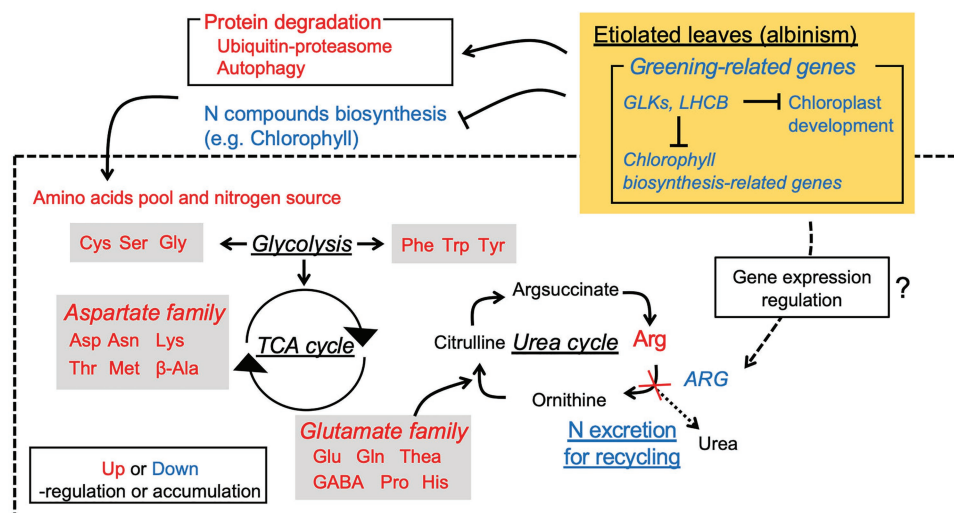 Protein degradation
Ubiquitin-proteasome
Autophagy
N compounds biosynthesis
(e.g. Chlorophyll)
Etiolated leaves (albinism)
Greening-related genes
GLKs, LHCB
Chloroplast
development
Chlorophyll
biosynthesis-related genes
Amino acids pool and nitrogen source
Cys Ser Gly
Glycolysis
Phe Trp Tyr
Gene expression
regulation
?
Aspartate family
Asp Asn Lys
Thr Met β-Ala
TCA cycle
Argsuccinate
Citrulline
Urea cycle
Arg
ARG
Ornithine
Urea
N excretion
for recycling
Glutamate family
Glu Gln Thea
GABA Pro His
Up or Down
-regulation or accumulation